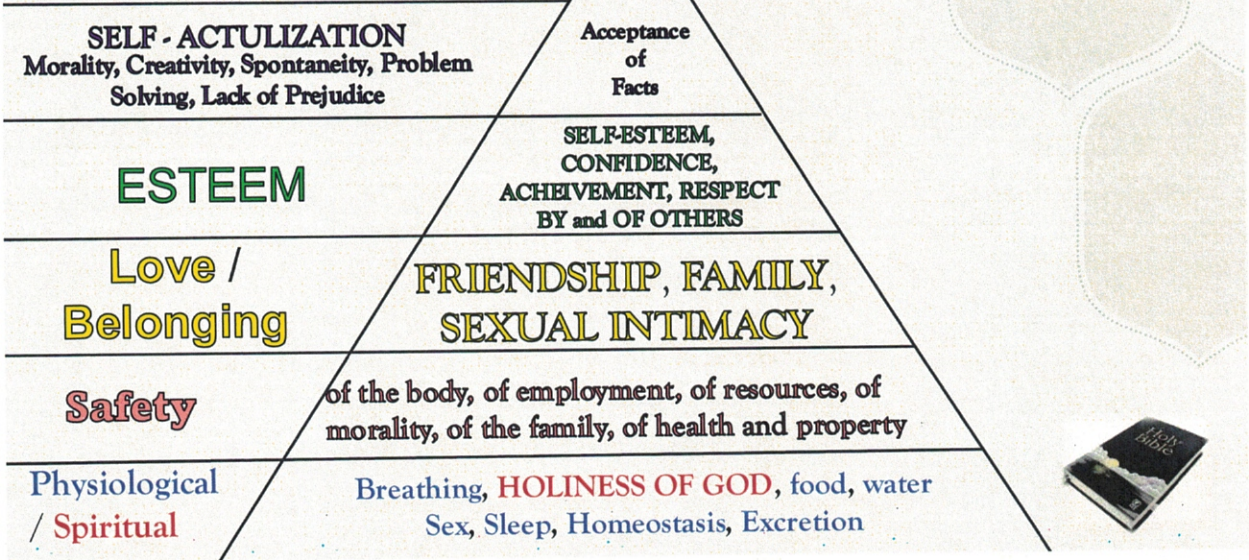 SELF - ACTULIZATION
Morality, Creativity, Spontaneity, Problem
Solving, Lack of Prejudice
Acceptance
of
Facts
ESTEEM
SELF-ESTEEM,
CONFIDENCE,
ACHEIVEMENT, RESPECT
BY and OF OTHERS
Love /
Belonging
FRIENDSHIP, FAMILY,
SEXUAL INTIMACY
Safety
of the body, of employment, of resources, of
morality, of the family, of health and property
Physiological
/ Spiritual
Breathing, HOLINESS OF GOD, food, water
Sex, Sleep, Homeostasis, Excretion
Holy
Bible